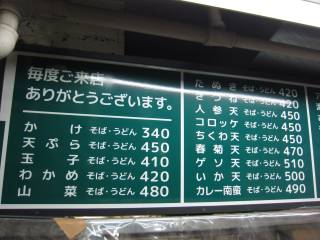 毎度ご来店
ありがとうございます。
かけ そば・うどん 340
天ぷら そば・うどん 450
玉子 そば・うどん 410
わかめ そば・うどん 420
山菜 そば・うどん 480
たぬき そば・うどん 420
きつね そば・うどん 420
人参天 そば・うどん 450
コロッケ そば・うどん 450
ちくわ天 そば・うどん 450
春菊天 そば・うどん 470
ゲソ天 そば・うどん 510
いか天 そば・うどん 500
カレー南蛮 そば・うどん 490